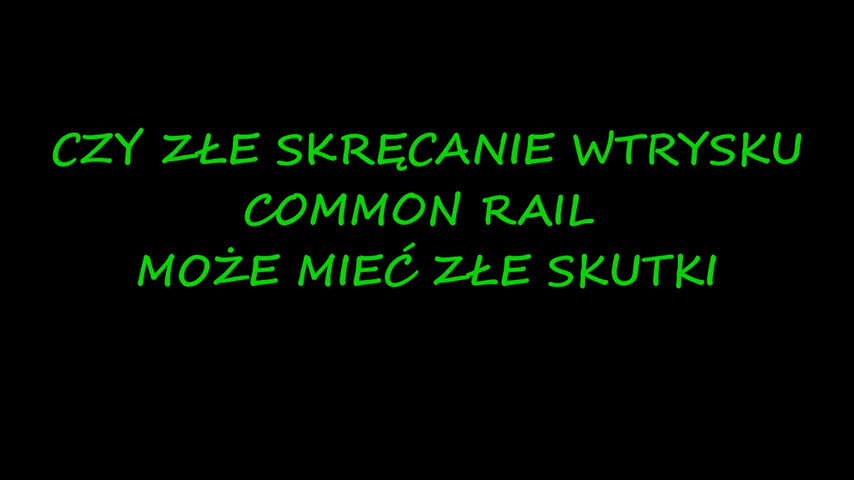 CZY ZŁE SKRĘCANIE WTRYSKU
COMMON RAIL
MOŻE MIEĆ ZŁE SKUTKI